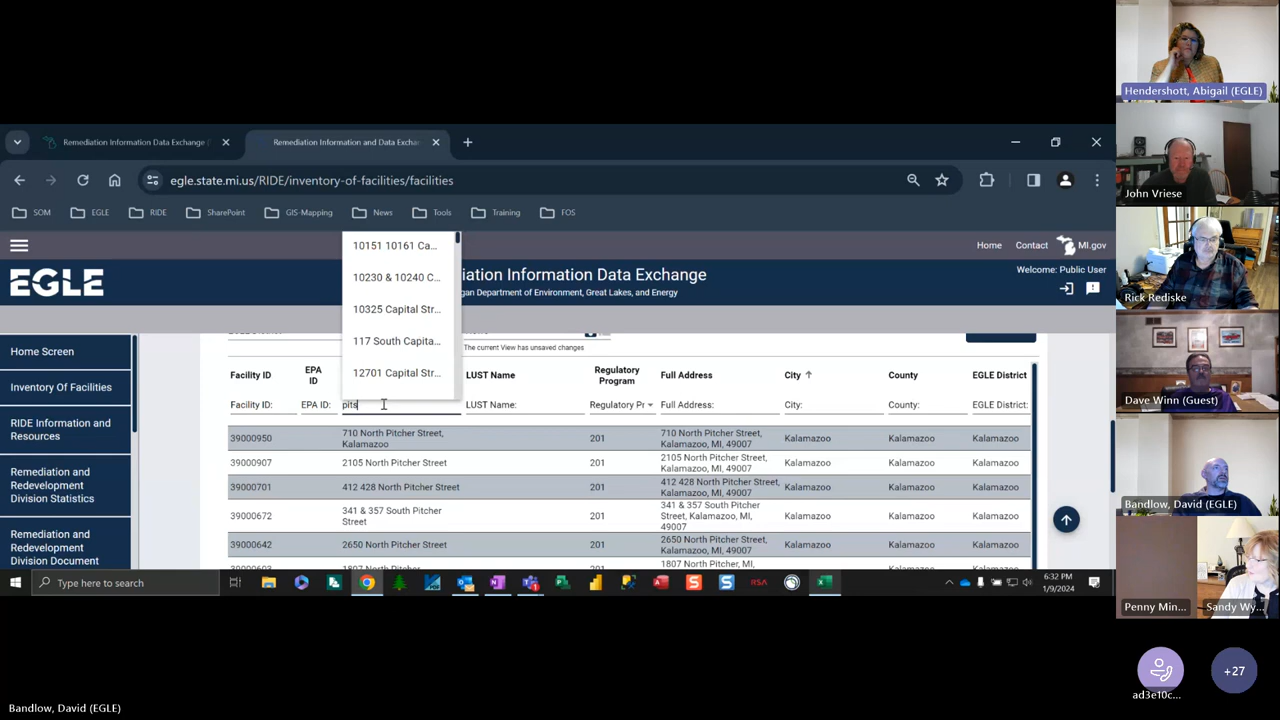 Remediation Information Data Exchange (
Remediation Information and Data Exchan
egle.state.mi.us/RIDE/inventory-of-facilities/facilities
SOM
EGLE
RIDE
SharePoint
GIS-Mapping
News
Tools
Training
FOS
Home
Contact
MI.gov
EGLE
iation Information Data Exchange
gan Department of Environment, Great Lakes, and Energy
Welcome: Public User
10151 10161 Ca...
10230 & 10240 C...
10325 Capital Str...
117 South Capita...
12701 Capital Str...
Home Screen
Inventory Of Facilities
RIDE Information and
Resources
Remediation and
Redevelopment
Division Statistics
Remediation and
Redevelopment
Division Document
The current View has unsaved changes
Facility ID
EPA
ID
LUST Name
Regulatory
Program
Full Address
City
County
EGLE District
Facility ID:
EPA ID:
pits
LUST Name:
Regulatory Pr
Full Address:
City:
County:
EGLE District:
39000950
710 North Pitcher Street,
Kalamazoo
201
710 North Pitcher Street,
Kalamazoo, MI, 49007
Kalamazoo
Kalamazoo
Kalamazoo
39000907
2105 North Pitcher Street
201
2105 North Pitcher Street,
Kalamazoo, MI, 49007
Kalamazoo
Kalamazoo
Kalamazoo
39000701
412 428 North Pitcher Street
201
412 428 North Pitcher Street,
Kalamazoo, MI, 49007
Kalamazoo
Kalamazoo
Kalamazoo
39000672
341 & 357 South Pitcher
Street
201
341 & 357 South Pitcher
Street, Kalamazoo, MI,
49007
Kalamazoo
Kalamazoo
Kalamazoo
39000642
2650 North Pitcher Street
201
2650 North Pitcher Street,
Kalamazoo, MI, 49007
Kalamazoo
Kalamazoo
Kalamazoo
Type here to search
RSA
6:32 PM
1/9/2024
Hendershott, Abigail (EGLE)
John Vriese
Rick Rediske
Dave Winn (Guest)
Bandlow, David (EGLE)
Penny Min...
Sandy Wy...
ad3e10c...
+27
Bandlow, David (EGLE)